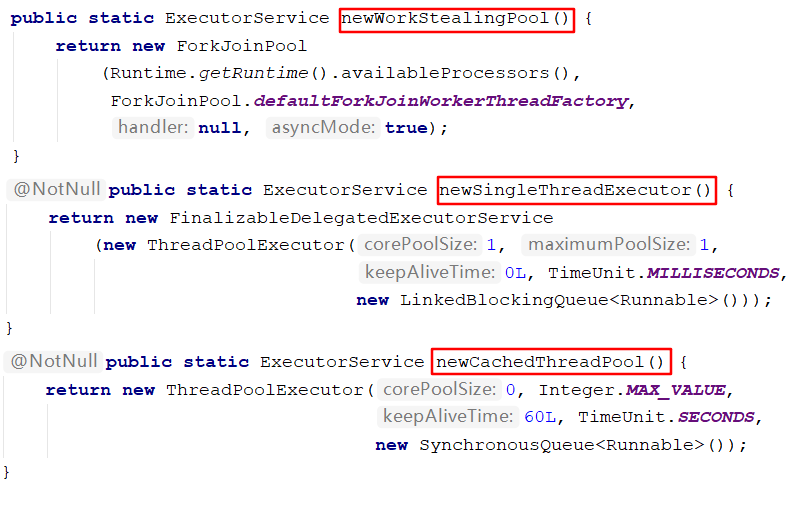 public static ExecutorService newWorkStealingPool() {
return new ForkJoinPool
(Runtime.getRuntime().availableProcessors(),
ForkJoinPool.defaultForkJoinWorkerThreadFactory,
handler: null, asyncMode: true);
}
@NotNull public static ExecutorService newSingleThreadExecutor() {
return new FinalizableDelegatedExecutorService
(new ThreadPoolExecutor( corePoolSize: 1, maximumPoolSize: 1,
keepAliveTime: 0L, TimeUnit.MILLISECONDS,
new LinkedBlockingQueue<Runnable>()));
}
@NotNull public static ExecutorService newCachedThreadPool() {
return new ThreadPoolExecutor( corePoolSize: 0, Integer.MAX_VALUE,
keepAliveTime: 60L, TimeUnit.SECONDS,
new SynchronousQueue<Runnable>());
}